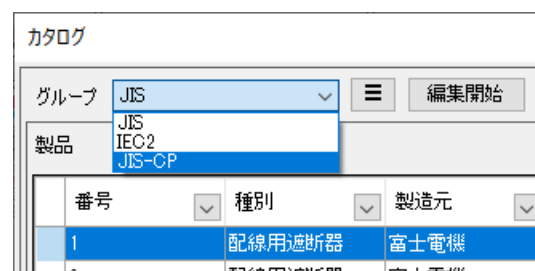 カタログ
グループ JIS ☰ 編集開始
JIS
IEC2
JIS-CP
製品
番号 種別 製造元
1 配線用遮断器 富士電機